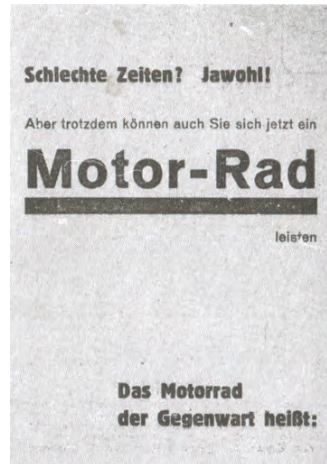 Schlechte Zeiten? Jawohl!
Aber trotzdem können auch Sie sich jetzt ein
Motor-Rad
leisten
Das Motorrad
der Gegenwart heißt: